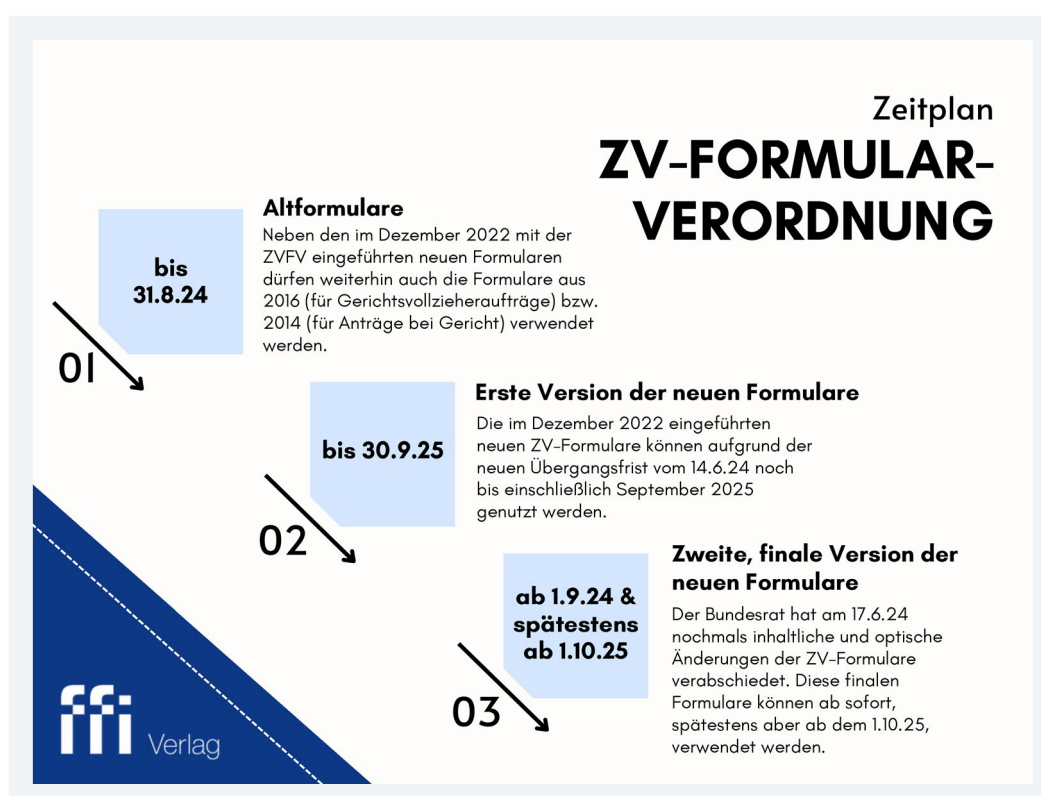 Zeitplan
ZV-FORMULAR-
VERORDNUNG
bis
31.8.24
01
Altformulare
Neben den im Dezember 2022 mit der
ZVFV eingeführten neuen Formularen
dürfen weiterhin auch die Formulare aus
2016 (für Gerichtsvollzieheraufträge) bzw.
2014 (für Anträge bei Gericht) verwendet
werden.
bis 30.9.25
02
Erste Version der neuen Formulare
Die im Dezember 2022 eingeführten
neuen ZV-Formulare können aufgrund der
neuen Übergangsfrist vom 14.6.24 noch
bis einschließlich September 2025
genutzt werden.
ab 1.9.24 &
spätestens
ab 1.10.25
03
Zweite, finale Version der
neuen Formulare
Der Bundesrat hat am 17.6.24
nochmals inhaltliche und optische
Änderungen der ZV-Formulare
verabschiedet. Diese finalen
Formulare können ab sofort,
spätestens aber ab dem 1.10.25,
verwendet werden.
ffi Verlag